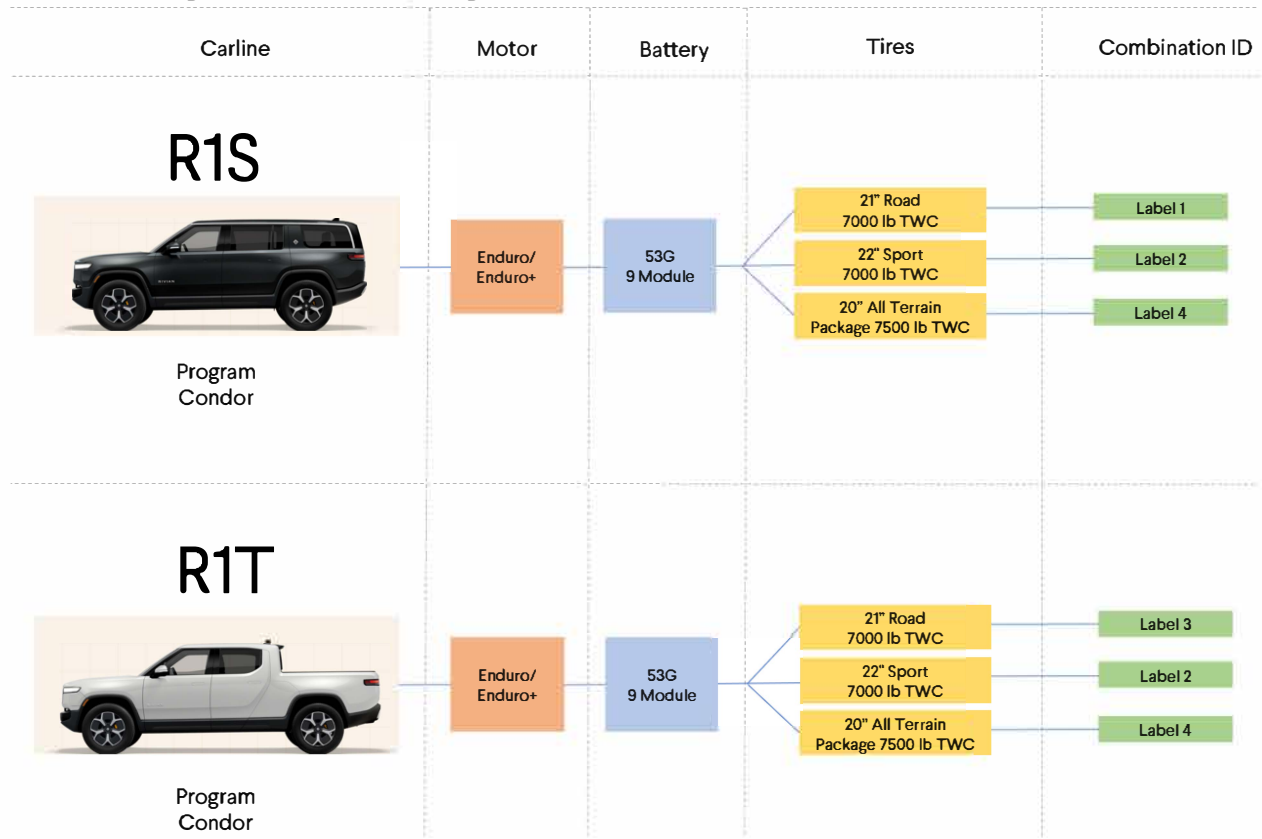 Carline
Motor
Battery
Tires
Combination ID
R1S
RIVIAN
Program
Condor
Enduro/
Enduro+
53G
9 Module
21” Road
7000 lb TWC
22“ Sport
7000 lb TWC
20” All Terrain
Package 7500 lb TWC
Label 1
Label 2
Label 4
R1T
Program
Condor
Enduro/
Enduro+
53G
9 Module
21” Road
7000 lb TWC
22“ Sport
7000 lb TWC
20” All Terrain
Package 7500 lb TWC
Label 3
Label 2
Label 4